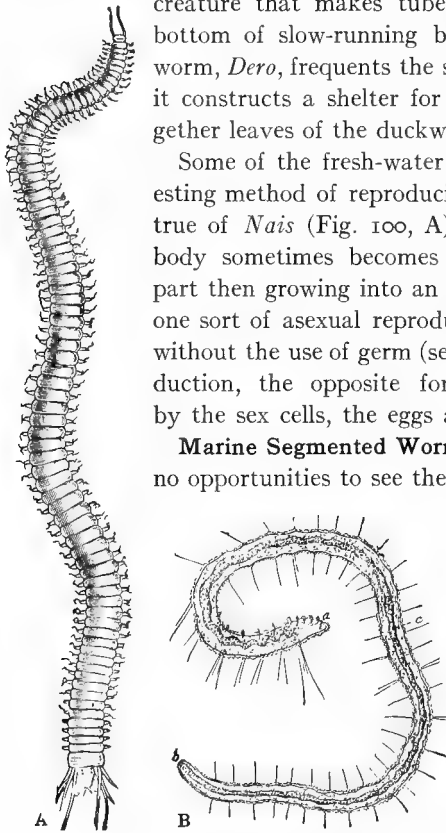 creature that makes tube
bottom of slow-running b
worm, Dero, frequents the s
it constructs a shelter for
gether leaves of the duckw
Some of the fresh-water
esting method of reproduc
true of Nais (Fig. 100, A)
body sometimes becomes
part then growing into an
one sort of asexual reprodu
without the use of germ (se
duction, the opposite for
by the sex cells, the eggs a
Marine Segmented Worr
no opportunities to see the
a
c
b
A
B